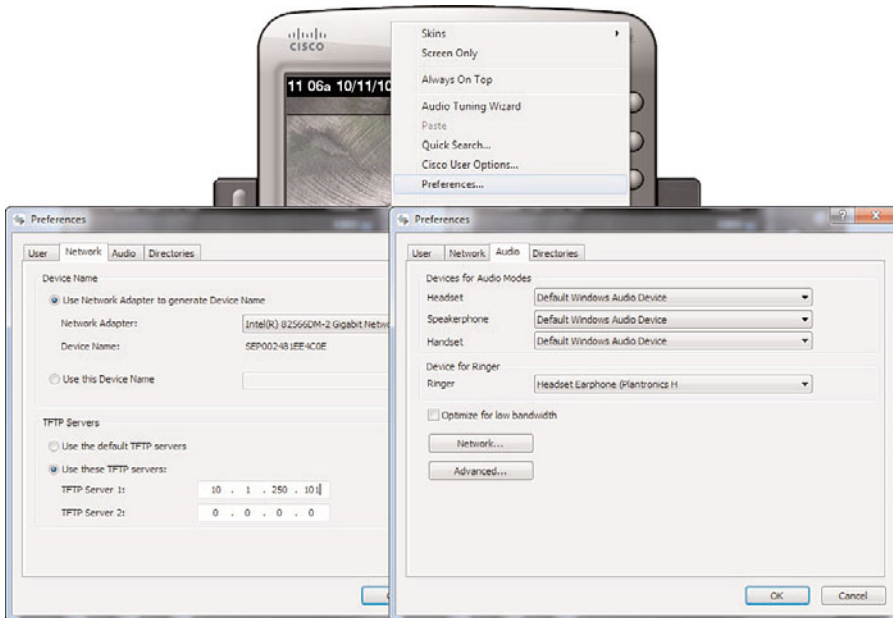 CISCO
11 06a 10/11/10
Skins
Screen Only
Always On Top
Audio Tuning Wizard
Paste
Quick Search...
Cisco User Options...
Preferences...
Preferences
User Network Audio Directories
Device Name
Use Network Adapter to generate Device Name
Network Adapter: Intel(R) 82566DM-2 Gigabit Netwo
Device Name: SEP002481EE4C0E
Use this Device Name
TFTP Servers
Use the default TFTP servers
Use these TFTP servers:
TFTP Server 1: 10 . 1 . 250 . 101
TFTP Server 2: 0 . 0 . 0 . 0
Preferences
User Network Audio Directories
Devices for Audio Modes
Headset Default Windows Audio Device
Speakerphone Default Windows Audio Device
Handset Default Windows Audio Device
Device for Ringer
Ringer Headset Earphone (Plantronics H
Optimize for low bandwidth
Network...
Advanced...
OK Cancel